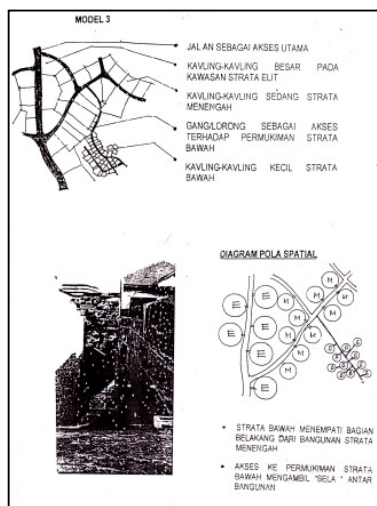 MODEL 3
JALAN SEBAGAI AKSES UTAMA
KAVLING-KAVLING BESAR PADA
KAWASAN STRATA ELIT
KAVLING-KAVLING SEDANG STRATA
MENENGAH
GANG/LORONG SEBAGAI AKSES
TERHADAP PERMUKIMAN STRATA
BAWAH
KAVLING-KAVLING KECIL STRATA
BAWAH
DIAGRAM POLA SPATIAL
E E M M
E E M M M
E M M M
E M
E M
B B B B B B B
• STRATA BAWAH MENEMPATI BAGIAN
BELAKANG DARI BANGUNAN STRATA
MENENGAH
• AKSES KE PERMUKIMAN STRATA
BAWAH MENGAMBIL "SELA" ANTAR
BANGUNAN